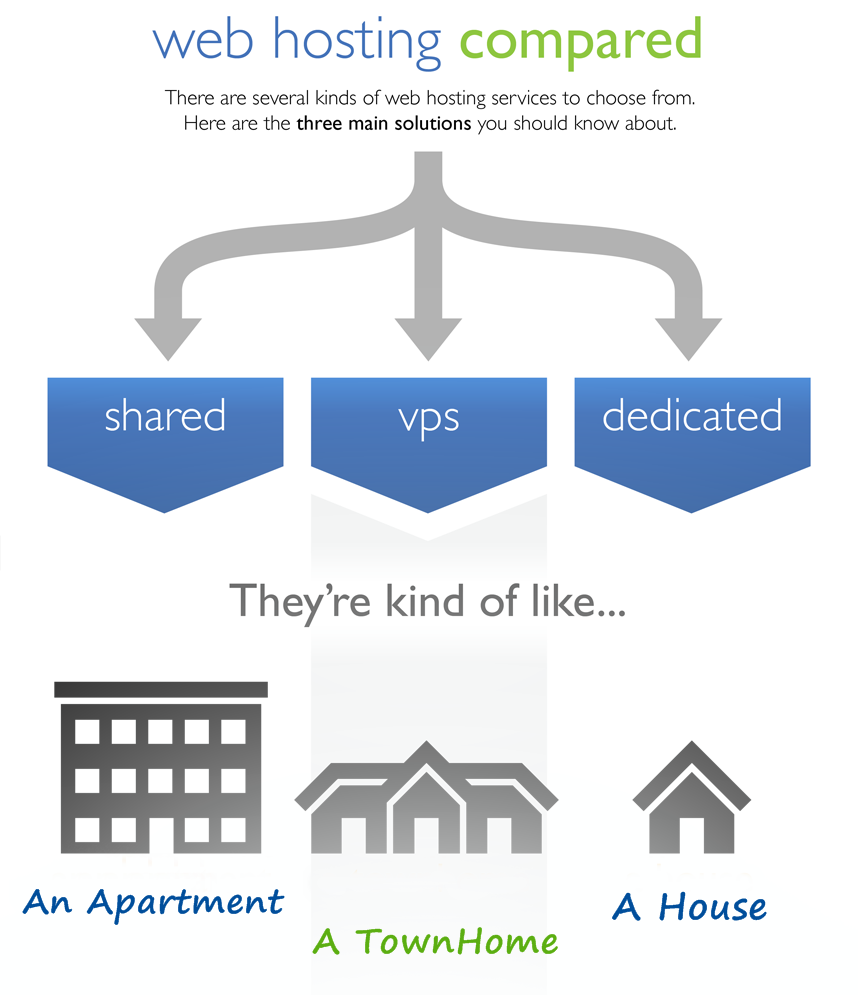 web hosting compared
There are several kinds of web hosting services to choose from.
Here are the three main solutions you should know about.
shared
vps
dedicated
They're kind of like...
An Apartment
A TownHome
A House